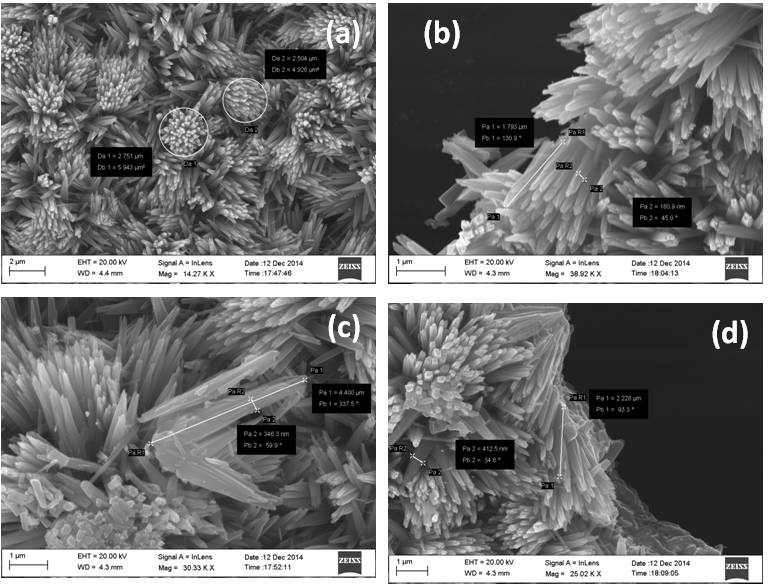 (a)
Da 2 = 2.504 µm
Db 2 = 4.926 µm²
Da 2
Da 1 = 2.751 µm
Db 1 = 5.943 µm²
Da 1
2 µm
EHT = 20.00 kV
WD = 4.4 mm
Signal A = InLens
Mag = 14.27 K X
Date :12 Dec 2014
Time :17:47:46
ZEISS
(b)
Pa 1 = 1.793 µm
Pb 1 = 130.9 °
Pa R1
Pa R2
Pa 2
Pa 1
Pa 2 = 180.9 nm
Pb 2 = 45.0 °
1 µm
EHT = 20.00 kV
WD = 4.3 mm
Signal A = InLens
Mag = 38.92 K X
Date :12 Dec 2014
Time :18:04:13
ZEISS
(c)
Pa 1
Pa 1 = 4.400 µm
Pb 1 = 337.5 °
Pa R2
Pa 2
Pa 2 = 346.3 nm
Pb 2 = 59.9 °
Pa R1
1 µm
EHT = 20.00 kV
WD = 4.3 mm
Signal A = InLens
Mag = 30.33 K X
Date :12 Dec 2014
Time :17:52:11
ZEISS
(d)
Pa R1
Pa 1 = 2.228 µm
Pb 1 = 93.3 °
Pa R2
Pa 2
Pa 2 = 412.5 nm
Pb 2 = 34.6 °
Pa 1
1 µm
EHT = 20.00 kV
WD = 4.3 mm
Signal A = InLens
Mag = 25.02 K X
Date :12 Dec 2014
Time :18:09:05
ZEISS